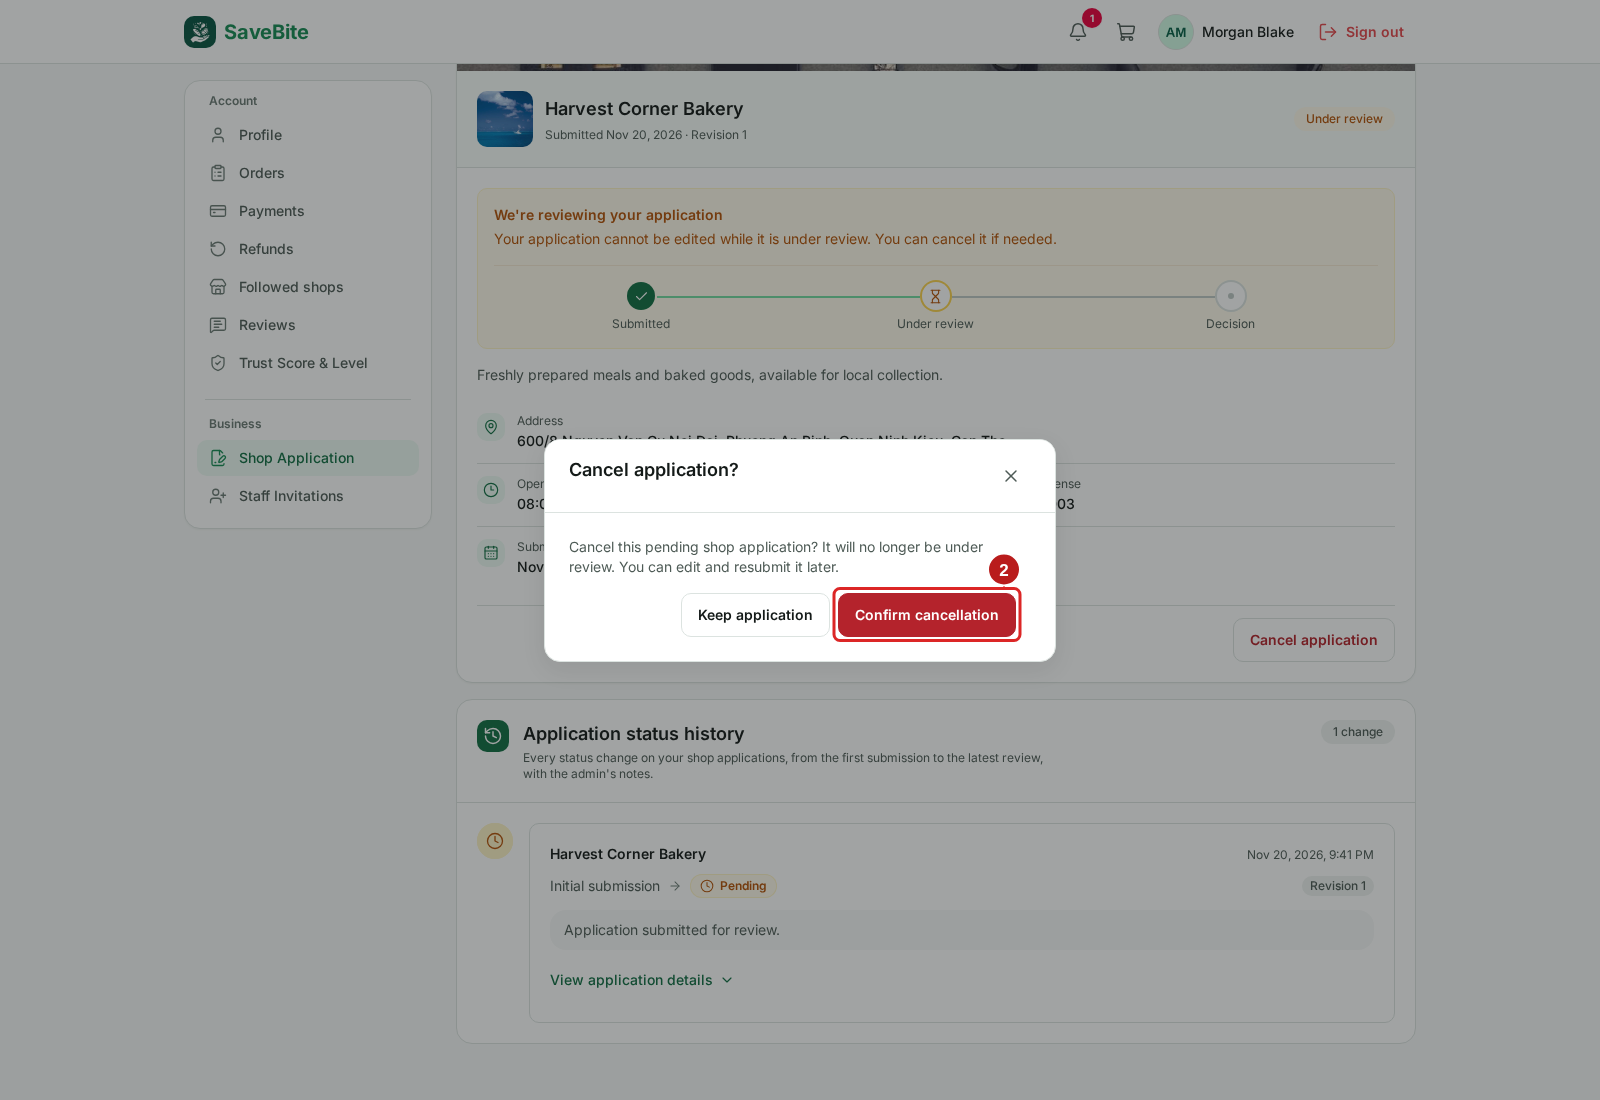 SaveBite
1
AM
Morgan Blake
Sign out
Account
Profile
Orders
Payments
Refunds
Followed shops
Reviews
Trust Score & Level
Business
Shop Application
Staff Invitations
Harvest Corner Bakery
Submitted Nov 20, 2026 · Revision 1
Under review
We're reviewing your application
Your application cannot be edited while it is under review. You can cancel it if needed.
Submitted
Under review
Decision
Freshly prepared meals and baked goods, available for local collection.
Address
Cancel application?
Cancel this pending shop application? It will no longer be under
review. You can edit and resubmit it later.
2
Keep application
Confirm cancellation
Cancel application
Application status history
1 change
Every status change on your shop applications, from the first submission to the latest review,
with the admin's notes.
Harvest Corner Bakery
Nov 20, 2026, 9:41 PM
Initial submission
Pending
Revision 1
Application submitted for review.
View application details